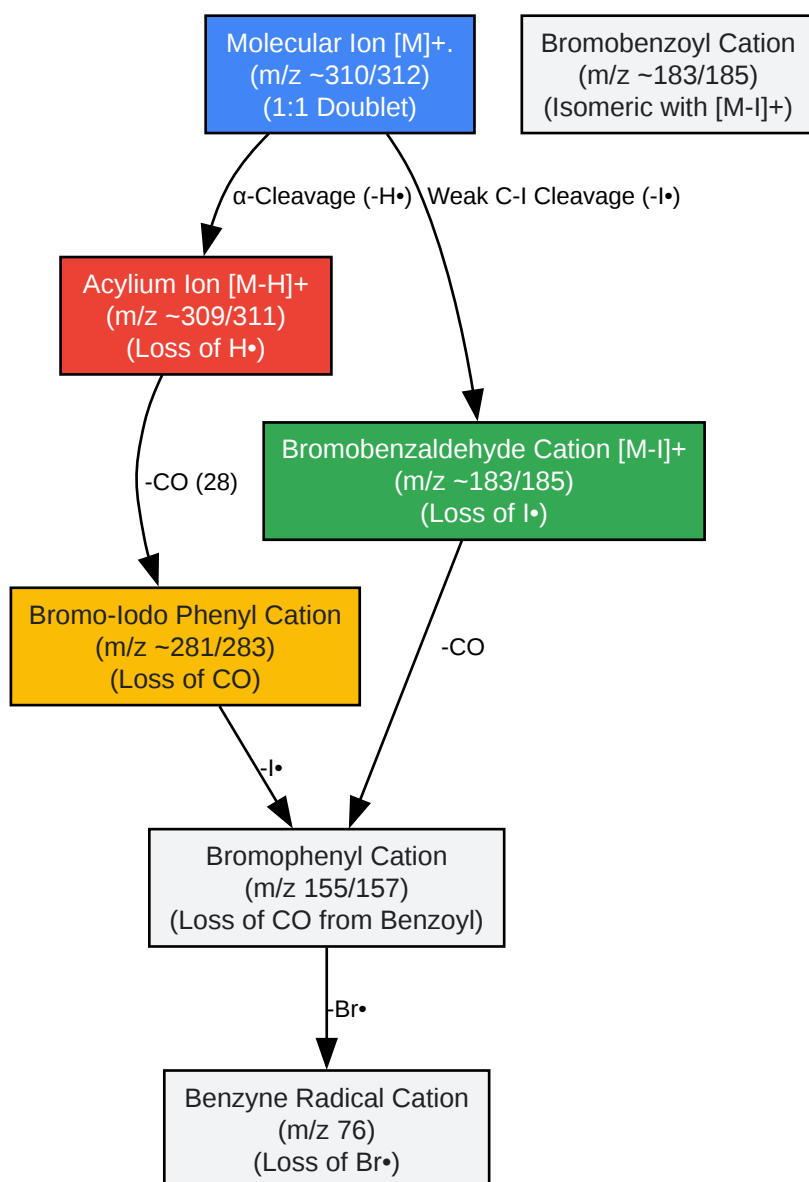 Molecular Ion [M]+.
(m/z ~310/312)
(1:1 Doublet)
Bromobenzoyl Cation
(m/z ~183/185)
(Isomeric with [M-I]+)
α-Cleavage (-H•)
Weak C-I Cleavage (-I•)
Acylium Ion [M-H]+
(m/z ~309/311)
(Loss of H•)
Bromobenzaldehyde Cation [M-I]+
(m/z ~183/185)
(Loss of I•)
-CO (28)
Bromo-Iodo Phenyl Cation
(m/z ~281/283)
(Loss of CO)
-CO
-I•
Bromophenyl Cation
(m/z 155/157)
(Loss of CO from Benzoyl)
-Br•
Benzyne Radical Cation
(m/z 76)
(Loss of Br•)